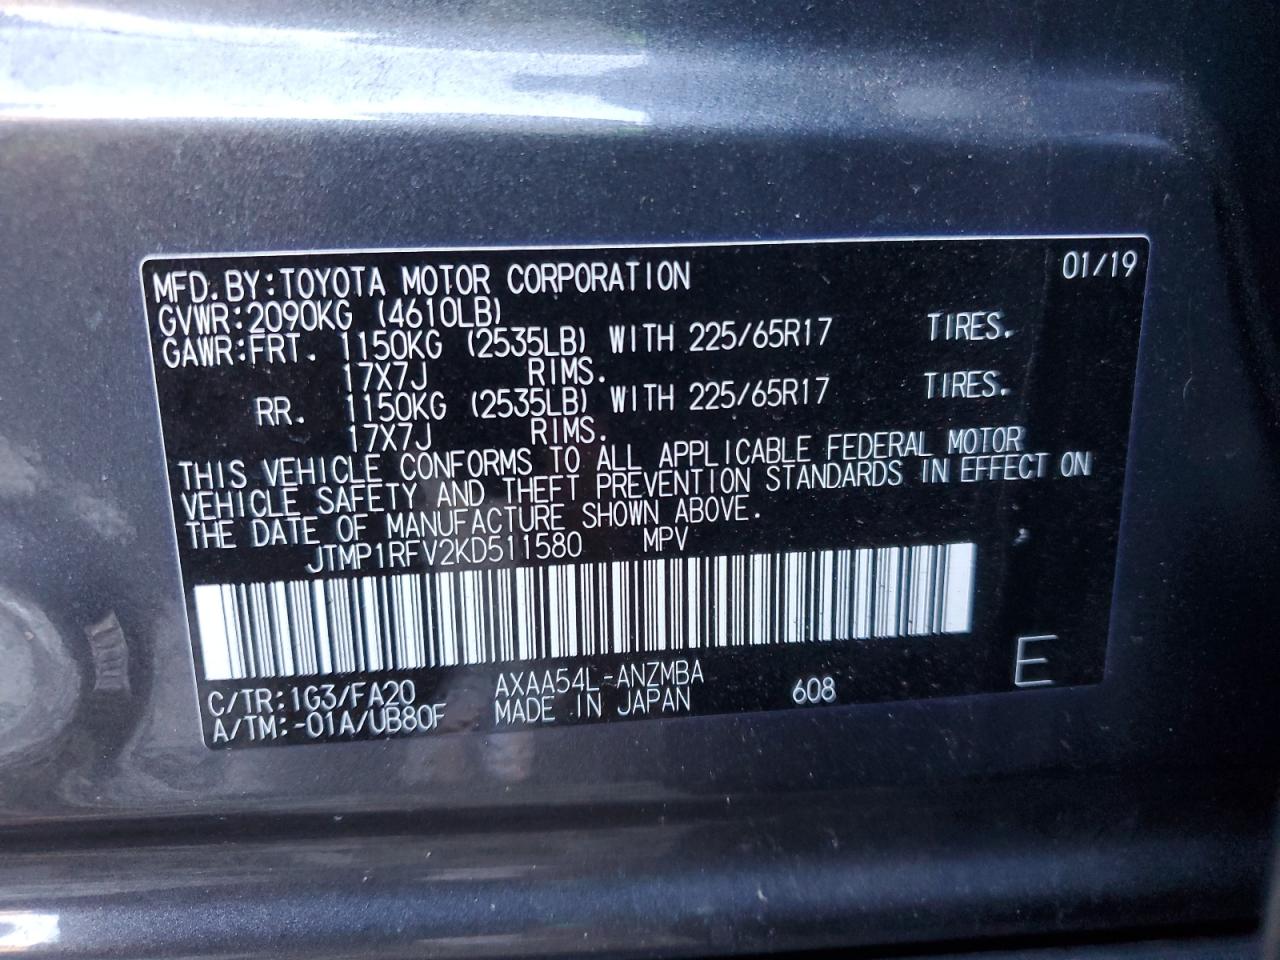 01/19
MFD.BY:TOYOTA MOTOR CORPORATION
GVWR:2090KG (4610LB)
GAWR:FRT. 1150KG (2535LB) WITH 225/65R17 TIRES.
17X7J RIMS.
RR. 1150KG (2535LB) WITH 225/65R17 TIRES.
17X7J RIMS.
THIS VEHICLE CONFORMS TO ALL APPLICABLE FEDERAL MOTOR
VEHICLE SAFETY AND THEFT PREVENTION STANDARDS IN EFFECT ON
THE DATE OF MANUFACTURE SHOWN ABOVE.
JTMP1RFV2KD511580 MPV
C/TR:1G3/FA20 AXAA54L-ANZMBA 608 E
A/TM:-01A/UB80F MADE IN JAPAN